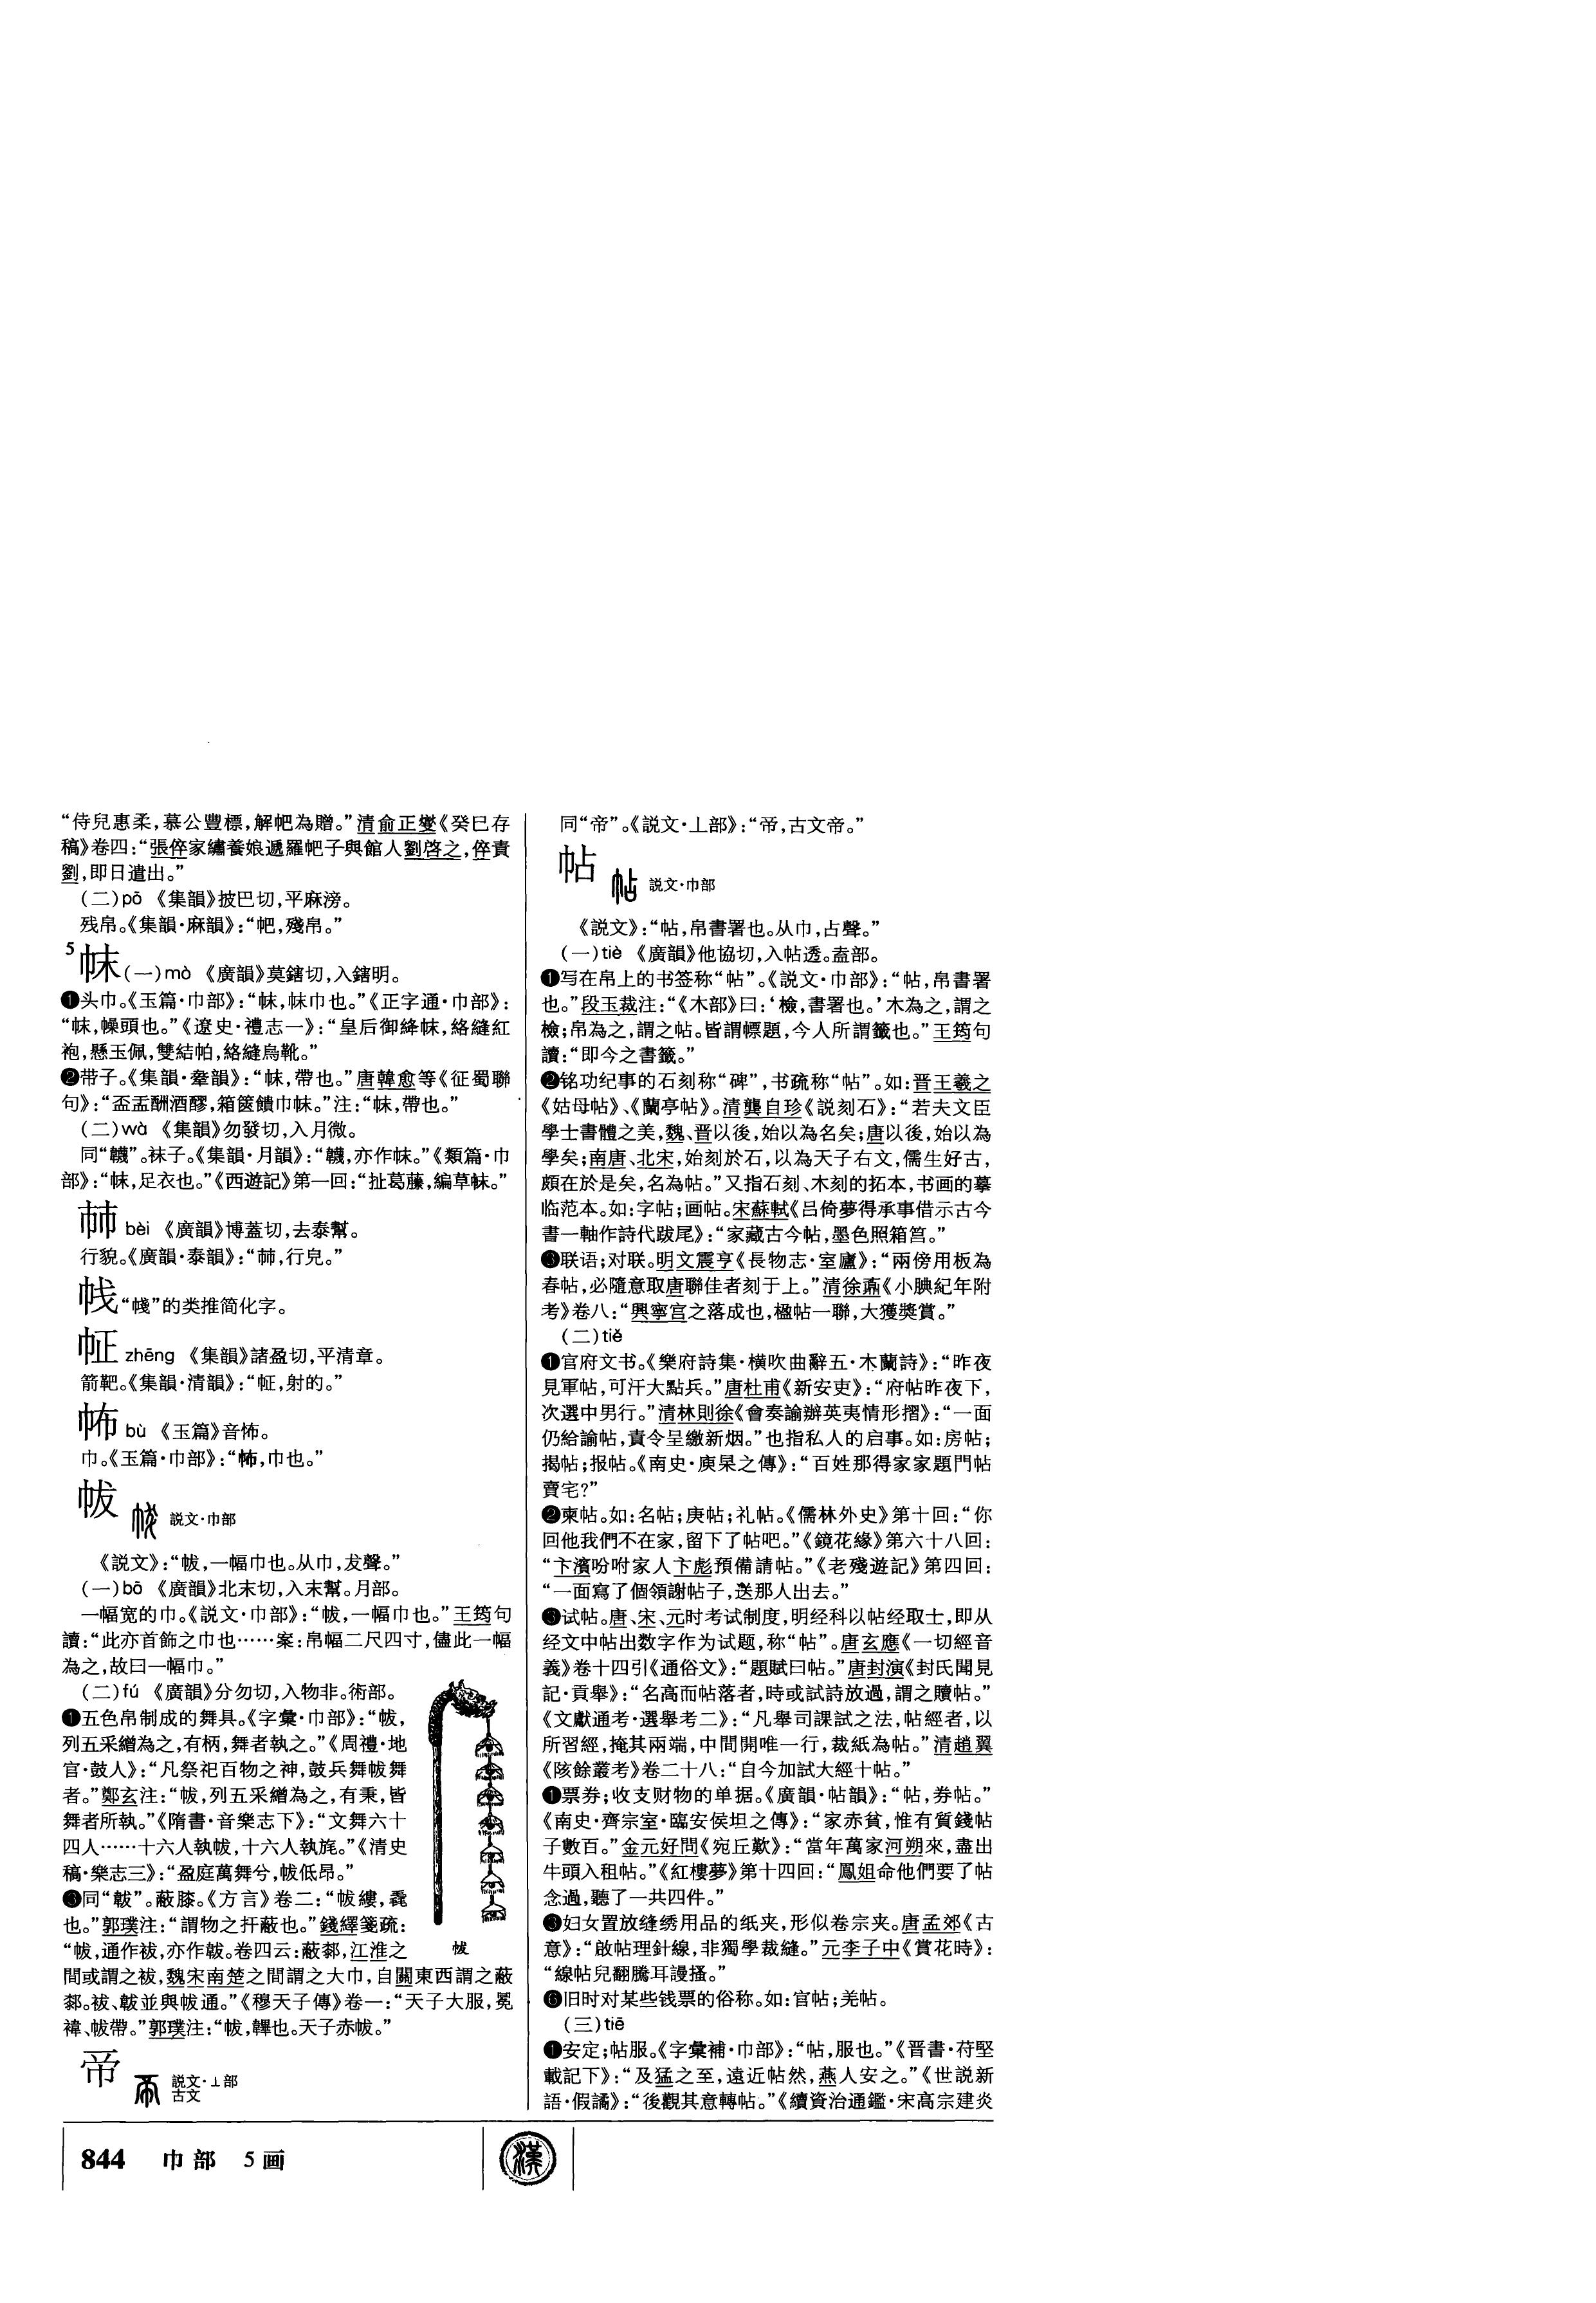 “侍兒惠柔,慕公豐標,解帊為贈。”清俞正燮《癸巳存
稿》卷四:“張倅家繡養娘遞羅帊子與館人劉啓之,倅責
劉,即日遣出。”
(二)pō 《集韻》披巴切,平麻滂。
残帛。《集韻·麻韻》:“帊,殘帛。”
5
帓(一)mò 《廣韻》莫鎋切,入鎋明。
❶头巾。《玉篇·巾部》:“帓,帓巾也。”《正字通·巾部》:
“帓,幧頭也。”《遼史·禮志一》:“皇后御絳帓,絡縫紅
袍,懸玉佩,雙結帕,絡縫烏靴。”
❷带子。《集韻·舝韻》:“帓,帶也。”唐韓愈等《征蜀聯
句》:“盃盂酬酒醪,箱篋饋巾帓。”注:“帓,帶也。”
(二)wà 《集韻》勿發切,入月微。
同“韈”。袜子。《集韻·月韻》:“韈,亦作帓。”《類篇·巾
部》:“帓,足衣也。”《西遊記》第一回:“扯葛藤,編草帓。”
㠴 bèi 《廣韻》博蓋切,去泰幫。
行貌。《廣韻·泰韻》:“㠴,行皃。”
帴“幭”的类推简化字。
䏃 zhēng 《集韻》諸盈切,平清章。
箭靶。《集韻·清韻》:“,射的。”
bù 《玉篇》音怖。
巾。《玉篇·巾部》:“,巾也。”
帗
説文·巾部
《説文》:“帗,一幅巾也。从巾,犮聲。”
(一)bō 《廣韻》北末切,入末幫。月部。
一幅宽的巾。《説文·巾部》:“帗,一幅巾也。”王筠句
讀:“此亦首飾之巾也……案:帛幅二尺四寸,儘此一幅
為之,故曰一幅巾。”
(二)fú 《廣韻》分勿切,入物非。術部。
❶五色帛制成的舞具。《字彙·巾部》:“帗,
列五采繒為之,有柄,舞者執之。”《周禮·地
官·鼓人》:“凡祭祀百物之神,鼓兵舞帗舞
者。”鄭玄注:“帗,列五采繒為之,有秉,皆
舞者所執。”《隋書·音樂志下》:“文舞六十
四人……十六人執帗,十六人執旄。”《清史
稿·樂志三》:“盈庭萬舞兮,帗低昂。”
❸同“韍”。蔽膝。《方言》卷二:“帗縷,毳
也。”郭璞注:“謂物之扞蔽也。”錢繹箋疏:
“帗,通作袚,亦作韍。卷四云:蔽䣛,江淮之
間或謂之袚,魏宋南楚之間謂之大巾,自關東西謂之蔽
䣛。袚、韍並與帗通。”《穆天子傳》卷一:“天子大服,冕
褘、帗帶。”郭璞注:“帗,韠也。天子赤帗。”
帗
帝
説文·丄部
古文
同“帝”。《説文·丄部》:“帝,古文帝。”
帖
説文·巾部
《説文》:“帖,帛書署也。从巾,占聲。”
(一)tiè 《廣韻》他協切,入帖透。盍部。
❶写在帛上的书签称“帖”。《説文·巾部》:“帖,帛書署
也。”段玉裁注:“《木部》曰:‘檢,書署也。’木為之,謂之
檢;帛為之,謂之帖。皆謂幖題,今人所謂籤也。”王筠句
讀:“即今之書籤。”
❷铭功纪事的石刻称“碑”,书疏称“帖”。如:晋王羲之
《姑母帖》、《蘭亭帖》。清龔自珍《説刻石》:“若夫文臣
學士書體之美,魏、晋以後,始以為名矣;唐以後,始以為
學矣;南唐、北宋,始刻於石,以為天子右文,儒生好古,
頗在於是矣,名為帖。”又指石刻、木刻的拓本,书画的摹
临范本。如:字帖;画帖。宋蘇軾《吕倚夢得承事借示古今
書一軸作詩代跋尾》:“家藏古今帖,墨色照箱筥。”
❸联语;对联。明文震亨《長物志·室廬》:“兩傍用板為
春帖,必隨意取唐聯佳者刻于上。”清徐鼒《小腆紀年附
考》卷八:“興寧宫之落成也,楹帖一聯,大獲獎賞。”
(二)tiě
❶官府文书。《樂府詩集·横吹曲辭五·木蘭詩》:“昨夜
見軍帖,可汗大點兵。”唐杜甫《新安吏》:“府帖昨夜下,
次選中男行。”清林則徐《會奏諭辦英夷情形摺》:“一面
仍給諭帖,責令呈繳新烟。”也指私人的启事。如:房帖;
揭帖;报帖。《南史·庾杲之傳》:“百姓那得家家題門帖
賣宅?”
❷柬帖。如:名帖;庚帖;礼帖。《儒林外史》第十回:“你
回他我們不在家,留下了帖吧。”《鏡花緣》第六十八回:
“卞濱吩咐家人卞彪預備請帖。”《老殘遊記》第四回:
“一面寫了個領謝帖子,送那人出去。”
❸试帖。唐、宋、元时考试制度,明经科以帖经取士,即从
经文中帖出数字作为试题,称“帖”。唐玄應《一切經音
義》卷十四引《通俗文》:“題賦曰帖。”唐封演《封氏聞見
記·貢舉》:“名高而帖落者,時或試詩放過,謂之贖帖。”
《文獻通考·選舉考二》:“凡舉司課試之法,帖經者,以
所習經,掩其兩端,中間開唯一行,裁紙為帖。”清趙翼
《陔餘叢考》卷二十八:“自今加試大經十帖。”
❶票券;收支财物的单据。《廣韻·帖韻》:“帖,券帖。”
《南史·齊宗室·臨安侯坦之傳》:“家赤貧,惟有質錢帖
子數百。”金元好問《宛丘歎》:“當年萬家河朔來,盡出
牛頭入租帖。”《紅樓夢》第十四回:“鳳姐命他們要了帖
念過,聽了一共四件。”
❸妇女置放缝绣用品的纸夹,形似卷宗夹。唐孟郊《古
意》:“啟帖理針線,非獨學裁縫。”元李子中《賞花時》:
“線帖兒翻騰耳謾搔。”
❻旧时对某些钱票的俗称。如:官帖;羌帖。
(三)tiē
❶安定;帖服。《字彙補·巾部》:“帖,服也。”《晋書·苻堅
載記下》:“及猛之至,遠近帖然,燕人安之。”《世説新
語·假譎》:“後觀其意轉帖。”《續資治通鑑·宋高宗建炎
844 巾部 5画
漢